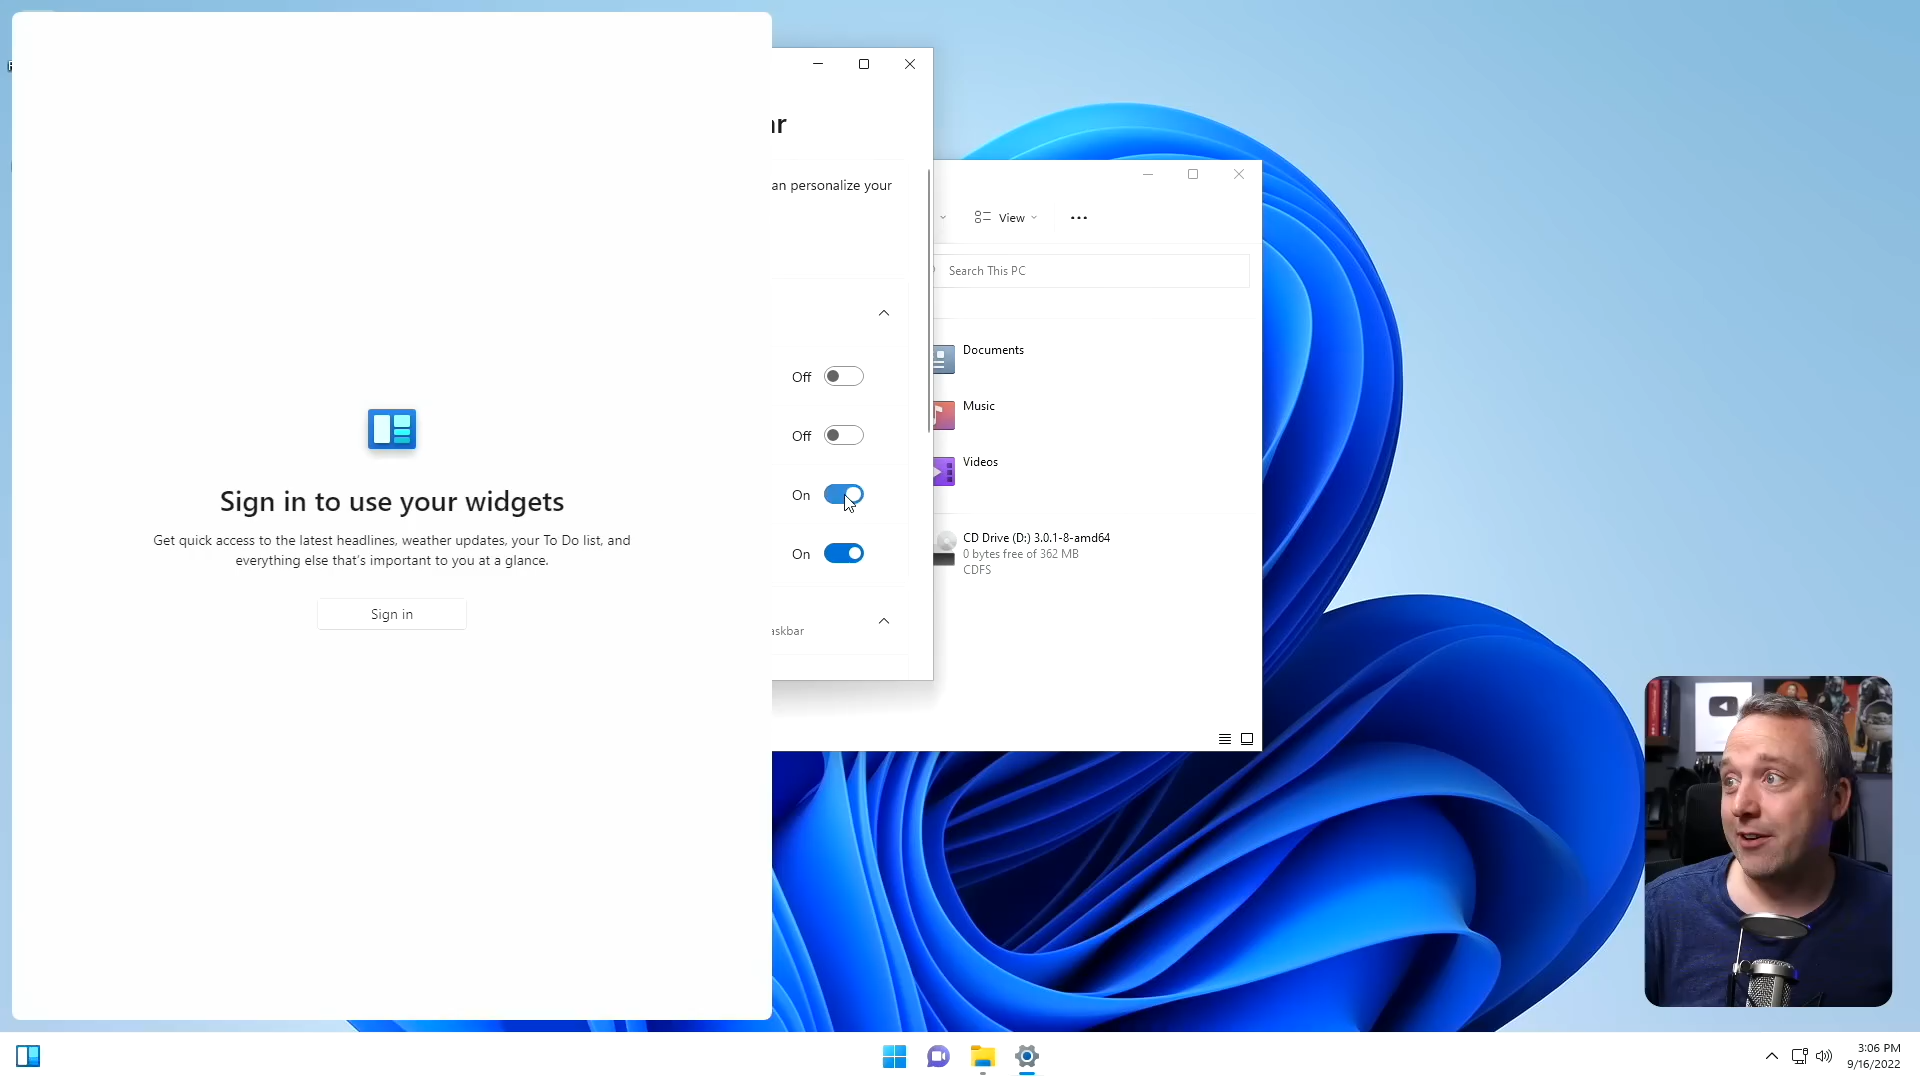 Sign in to use your widgets
Get quick access to the latest headlines, weather updates, your To Do list, and
everything else that's important to you at a glance.
Sign in
ar
an personalize your
Off
Off
On
On
askbar
View
Search This PC
Documents
Music
Videos
CD Drive (D:) 3.0.1-8-amd64
0 bytes free of 362 MB
CDFS
3:06 PM
9/16/2022